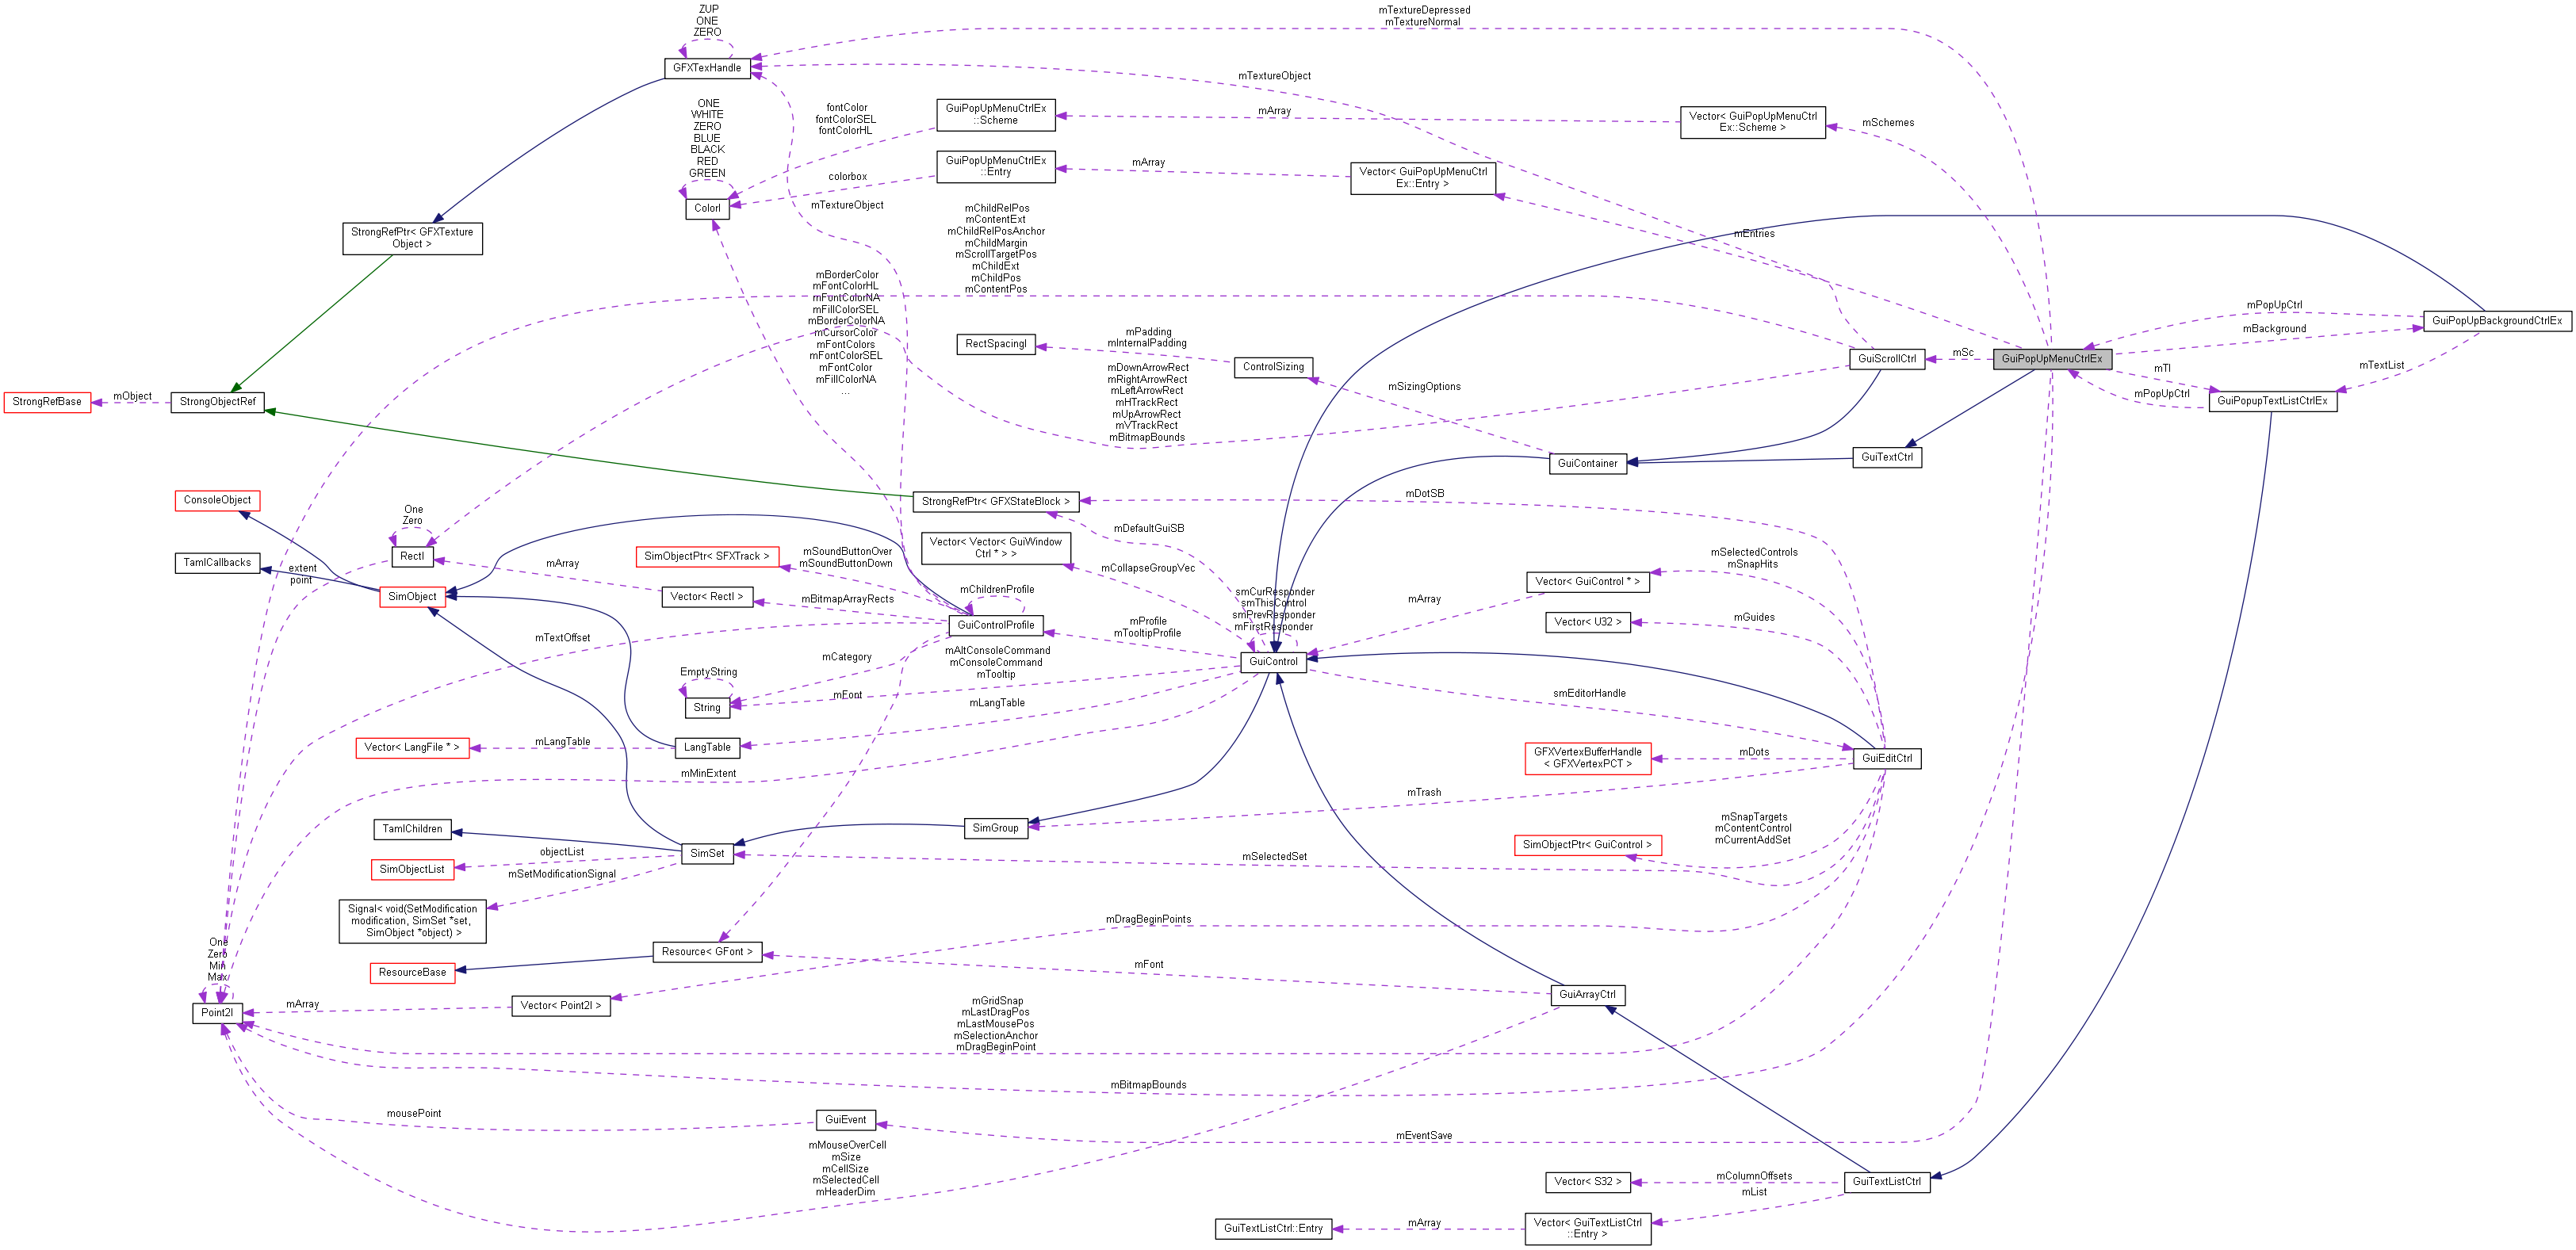 ZUP
ONE
ZERO
GFXTexHandle
mTextureDepressed
mTextureNormal
mTextureObject
ONE
WHITE
ZERO
BLUE
BLACK
RED
GREEN
ColorI
fontColor
fontColorSEL
fontColorHL
GuiPopUpMenuCtrlEx
::Scheme
mArray
Vector< GuiPopUpMenuCtrl
Ex::Scheme >
mSchemes
colorbox
GuiPopUpMenuCtrlEx
::Entry
mArray
Vector< GuiPopUpMenuCtrl
Ex::Entry >
mEntries
mTextureObject
StrongRefPtr< GFXTexture
Object >
mChildRelPos
mContentExt
mChildRelPosAnchor
mChildMargin
mScrollTargetPos
mChildExt
mChildPos
mContentPos
mBorderColor
mFontColorHL
mFontColorNA
mFillColorSEL
mBorderColorNA
mCursorColor
mFontColors
mFontColorSEL
mFontColor
mFillColorNA
...
RectSpacingI
mPadding
mInternalPadding
ControlSizing
mSizingOptions
mDownArrowRect
mRightArrowRect
mLeftArrowRect
mHTrackRect
mUpArrowRect
mVTrackRect
mBitmapBounds
GuiScrollCtrl
mSc
GuiPopUpMenuCtrlEx
mPopUpCtrl
mBackground
GuiPopUpBackgroundCtrlEx
mTl
mPopUpCtrl
mTextList
GuiPopupTextListCtrlEx
StrongRefBase
mObject
StrongObjectRef
GuiContainer
GuiTextCtrl
ConsoleObject
TamlCallbacks
One
Zero
RectI
extent
point
SimObject
StrongRefPtr< GFXStateBlock >
mDotSB
mDefaultGuiSB
Vector< Vector< GuiWindow
Ctrl * > >
mCollapseGroupVec
SimObjectPtr< SFXTrack >
mSoundButtonOver
mSoundButtonDown
mArray
Vector< RectI >
mBitmapArrayRects
mChildrenProfile
GuiControlProfile
mProfile
mTooltipProfile
smCurResponder
smThisControl
smPrevResponder
mFirstResponder
GuiControl
mArray
Vector< GuiControl * >
mSelectedControls
mSnapHits
Vector< U32 >
mGuides
mTextOffset
mCategory
mAltConsoleCommand
mConsoleCommand
mTooltip
EmptyString
String
mFont
mLangTable
smEditorHandle
Vector< LangFile * >
mLangTable
LangTable
mMinExtent
GFXVertexBufferHandle
< GFXVertexPCT >
mDots
GuiEditCtrl
mTrash
TamlChildren
SimSet
SimGroup
SimObjectList
objectList
mSetModificationSignal
Signal< void(SetModification
modification, SimSet *set,
SimObject *object) >
SimObjectPtr< GuiControl >
mSnapTargets
mContentControl
mCurrentAddSet
mSelectedSet
mDragBeginPoints
Resource< GFont >
ResourceBase
mFont
One
Zero
Min
Max
Point2I
mArray
Vector< Point2I >
GuiArrayCtrl
mGridSnap
mLastDragPos
mLastMousePos
mSelectionAnchor
mDragBeginPoint
mBitmapBounds
mousePoint
GuiEvent
mEventSave
mMouseOverCell
mSize
mCellSize
mSelectedCell
mHeaderDim
Vector< S32 >
mColumnOffsets
GuiTextListCtrl
mList
GuiTextListCtrl::Entry
mArray
Vector< GuiTextListCtrl
::Entry >